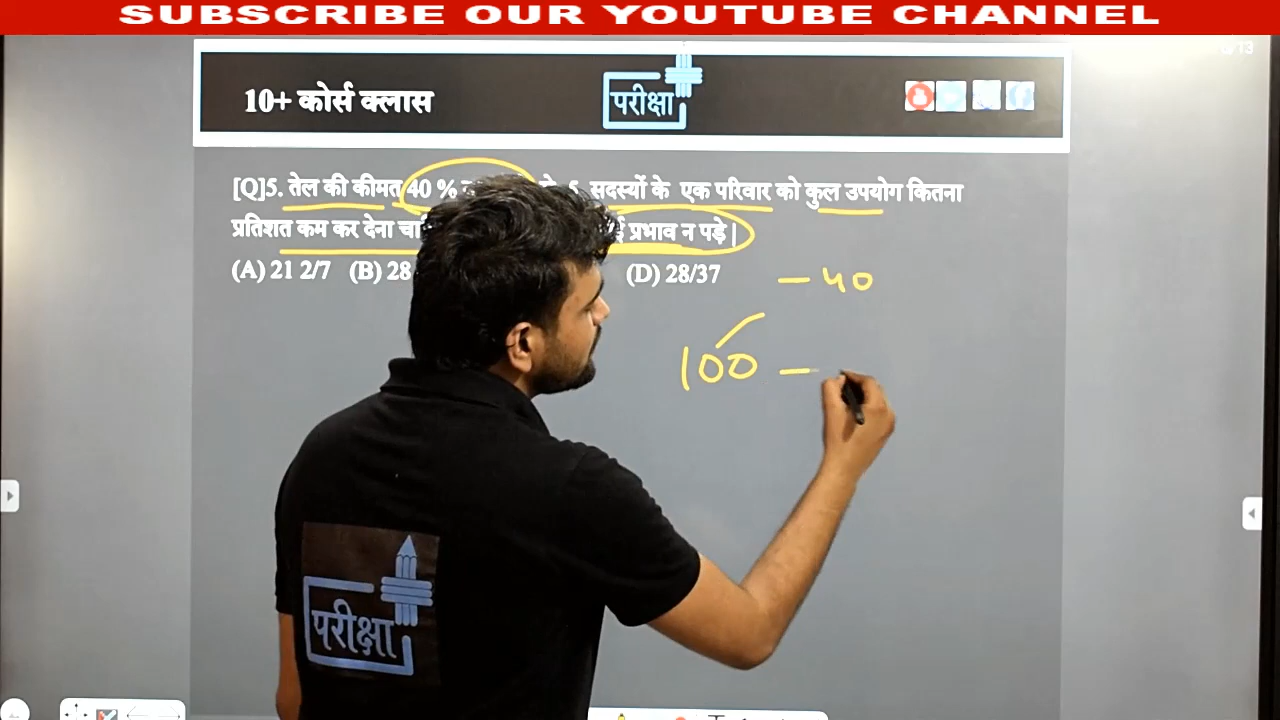 SUBSCRIBE OUR YOUTUBE CHANNEL
10+ कोर्स क्लास
परीक्षा
[Q]5. तेल की कीमत 40 % 5 सदस्यों के एक परिवार को कुल उपयोग कितना
प्रतिशत कम कर देना प्रभाव न पड़े |
(A) 21 2/7 (B) 28 (D) 28/37
– 40
100 –
परीक्षा